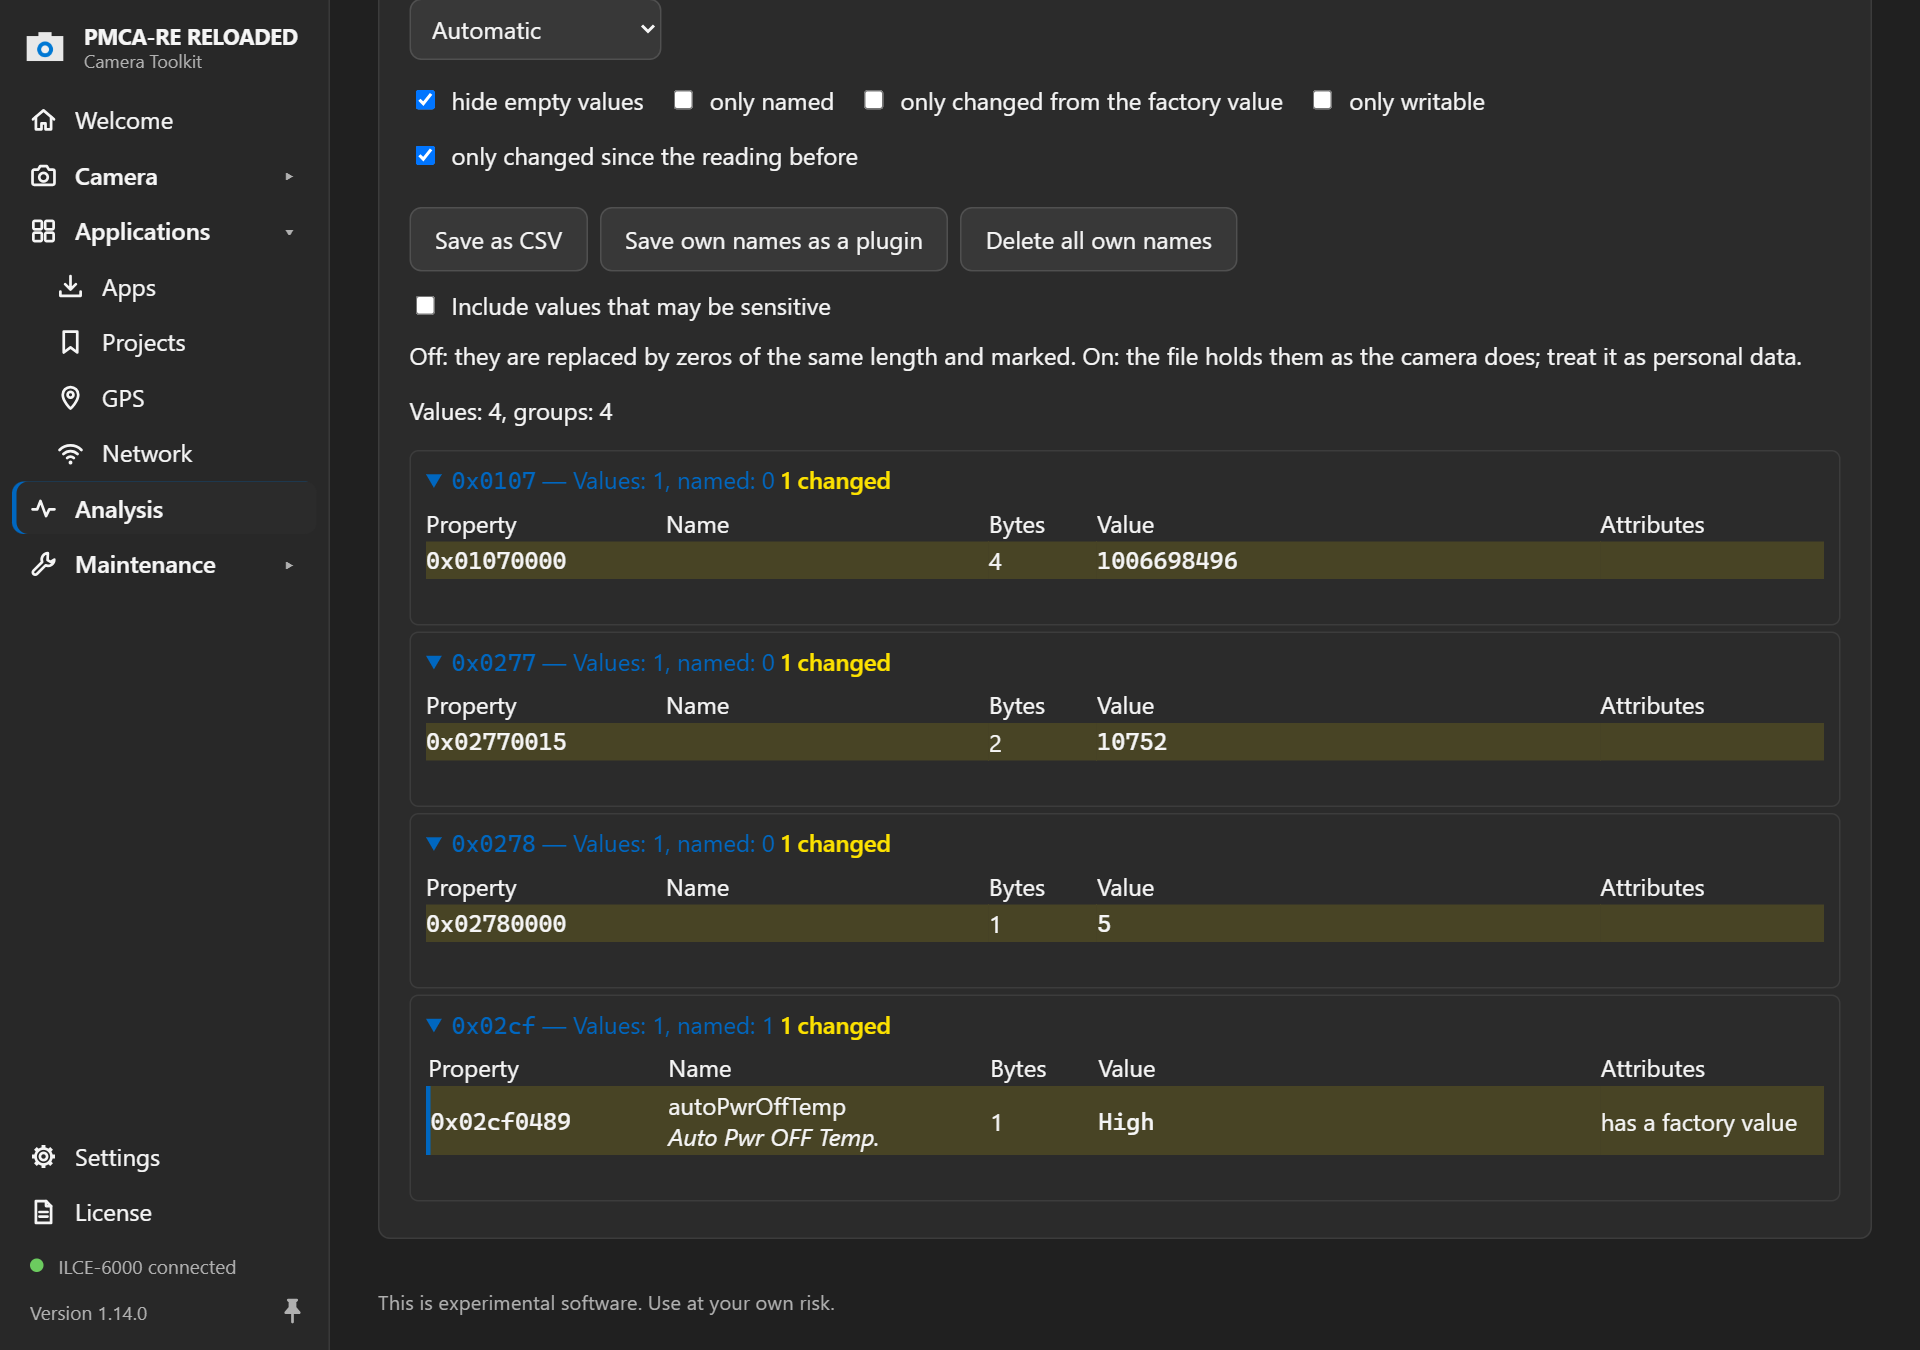 PMCA-RE RELOADED
Camera Toolkit
Welcome
Camera
Applications
Apps
Projects
GPS
Network
Analysis
Maintenance
Settings
License
ILCE-6000 connected
Version 1.14.0
Automatic
hide empty values only named only changed from the factory value only writable
only changed since the reading before
Save as CSV Save own names as a plugin Delete all own names
Include values that may be sensitive
Off: they are replaced by zeros of the same length and marked. On: the file holds them as the camera does; treat it as personal data.
Values: 4, groups: 4
0x0107 — Values: 1, named: 0 1 changed
Property Name Bytes Value Attributes
0x01070000 4 1006698496
0x0277 — Values: 1, named: 0 1 changed
Property Name Bytes Value Attributes
0x02770015 2 10752
0x0278 — Values: 1, named: 0 1 changed
Property Name Bytes Value Attributes
0x02780000 1 5
0x02cf — Values: 1, named: 1 1 changed
Property Name Bytes Value Attributes
0x02cf0489 autoPwrOffTemp 1 High has a factory value
Auto Pwr OFF Temp.
This is experimental software. Use at your own risk.